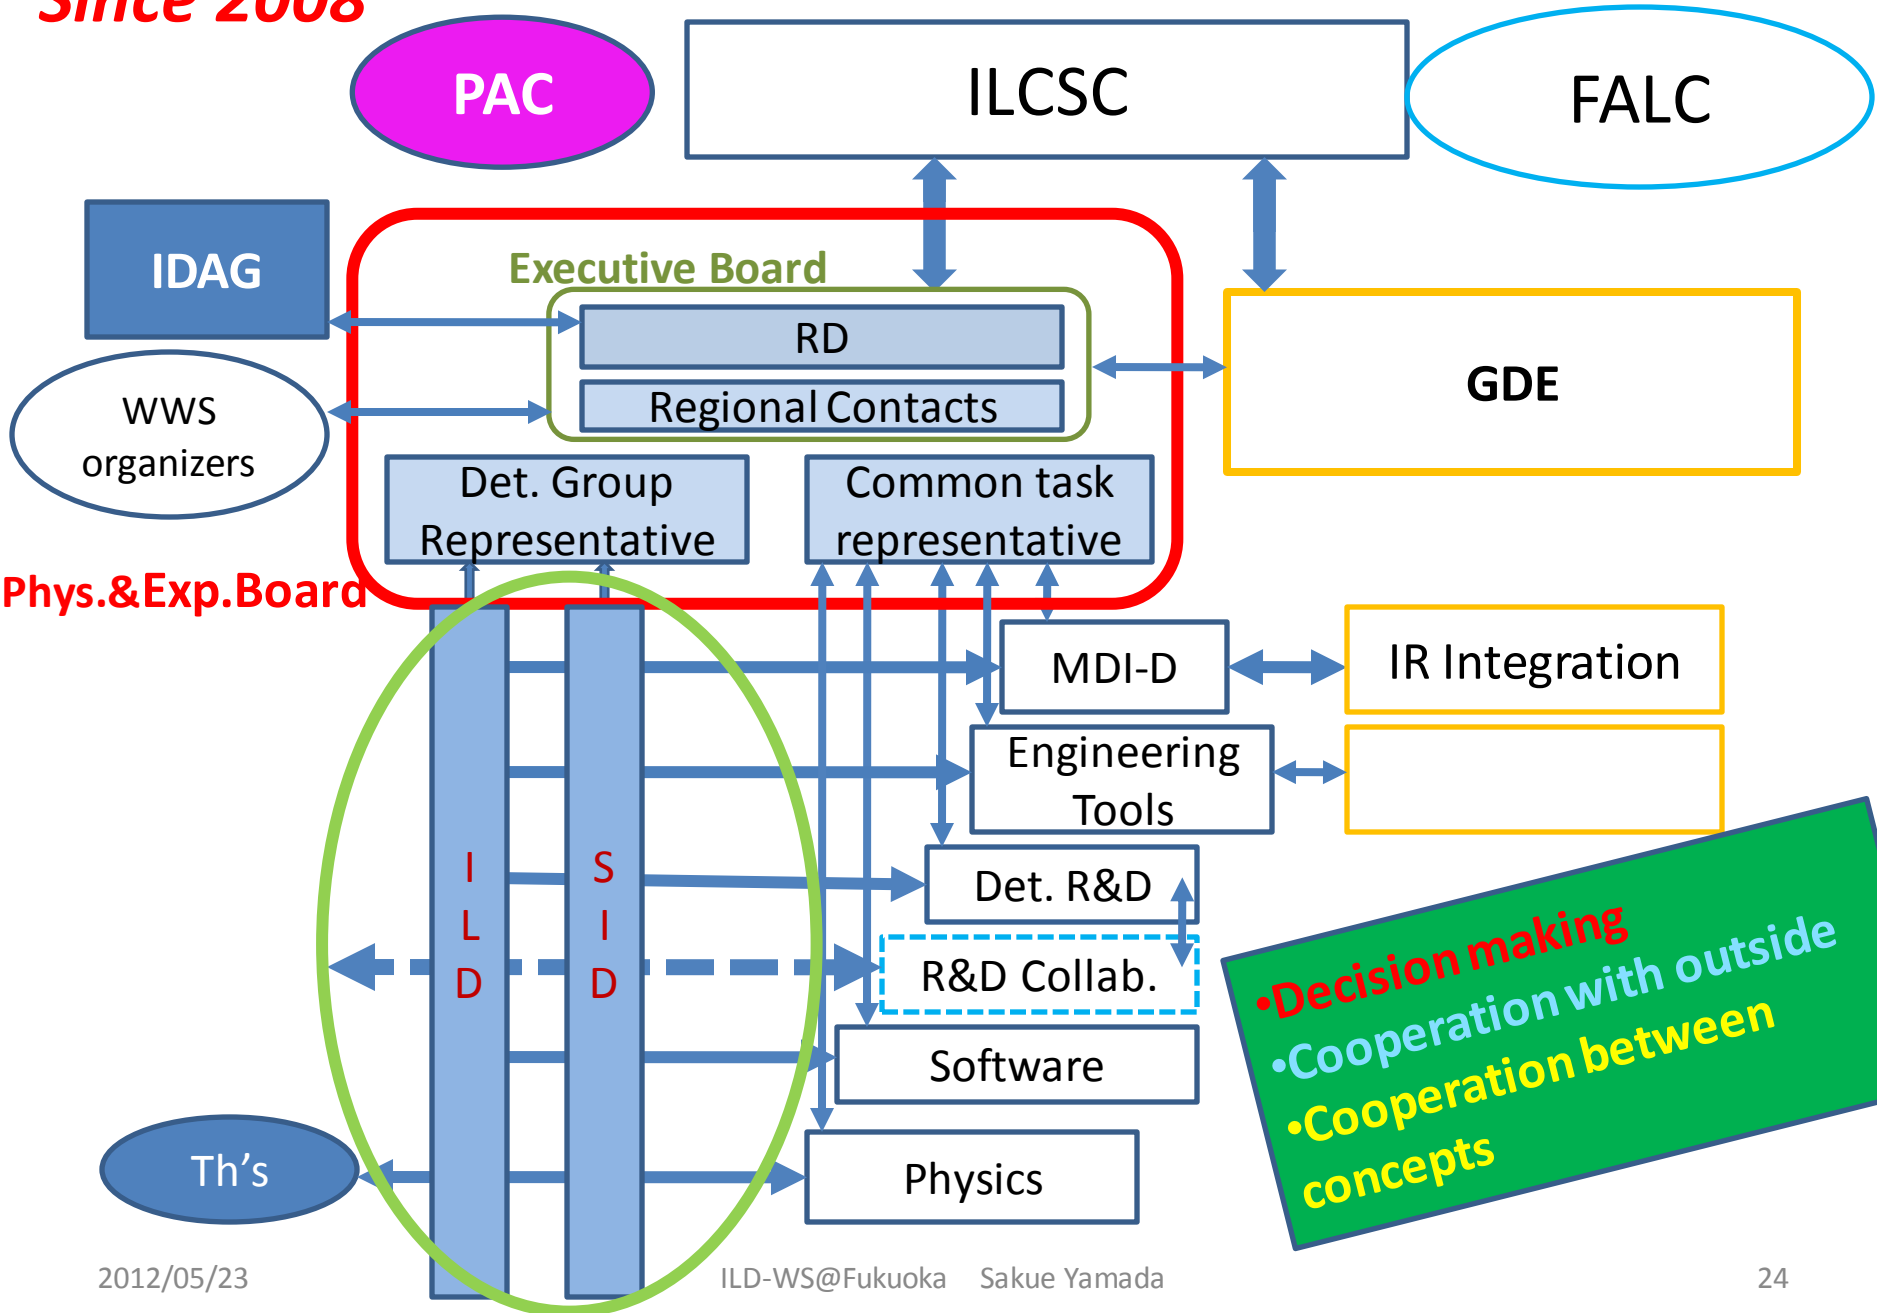 Since 2008
PAC
ILCSC
FALC
IDAG
Executive Board
RD
Regional Contacts
GDE
WWS
organizers
Det. Group
Representative
Common task
representative
Phys.&Exp.Board
MDI-D
IR Integration
Engineering
Tools
I
L
D
S
I
D
Det. R&D
R&D Collab.
Software
Th's
Physics
•Decision making
•Cooperation with outside
•Cooperation between
concepts
2012/05/23
ILD-WS@Fukuoka Sakue Yamada
24